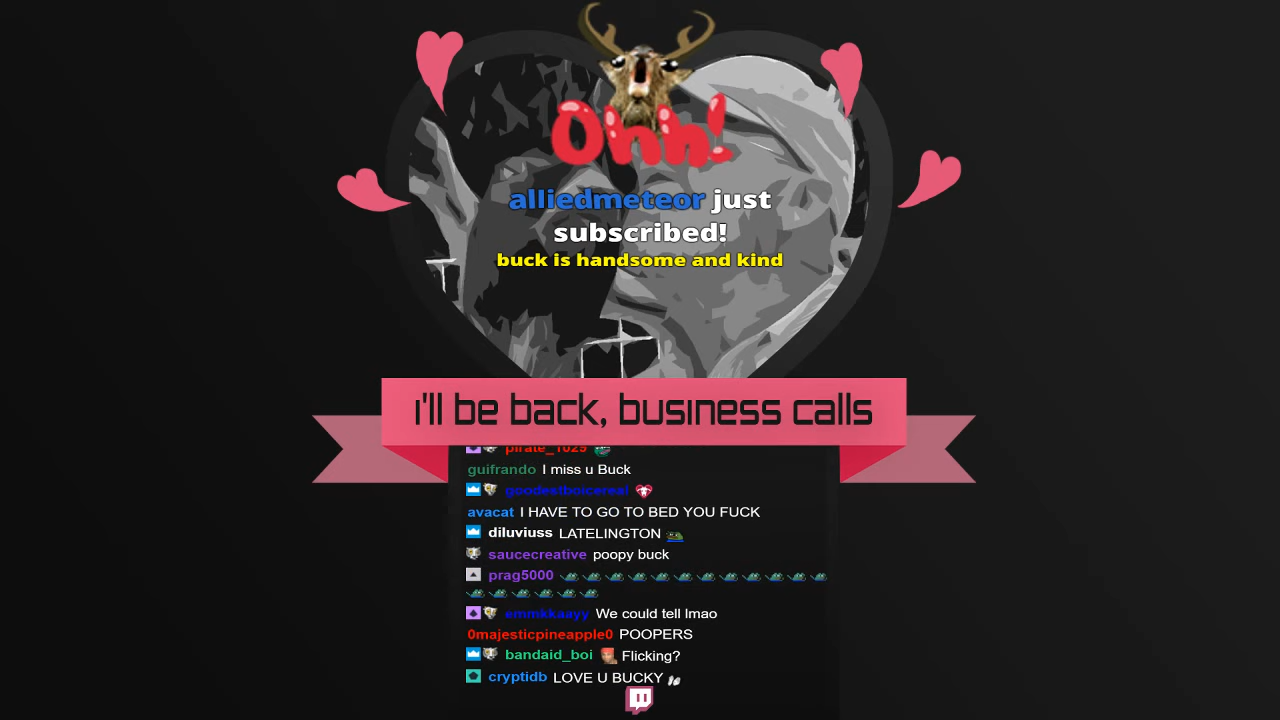 Ohh!
alliedmeteor just
subscribed!
buck is handsome and kind
i'll be back, business calls
pirate_1029
guifrando I miss u Buck
goodestboicereal
avacat I HAVE TO GO TO BED YOU FUCK
diluviuss LATELINGTON
saucecreative poopy buck
prag5000
emmkkaayy We could tell lmao
0majesticpineapple0 POOPERS
bandaid_boi Flicking?
cryptidb LOVE U BUCKY